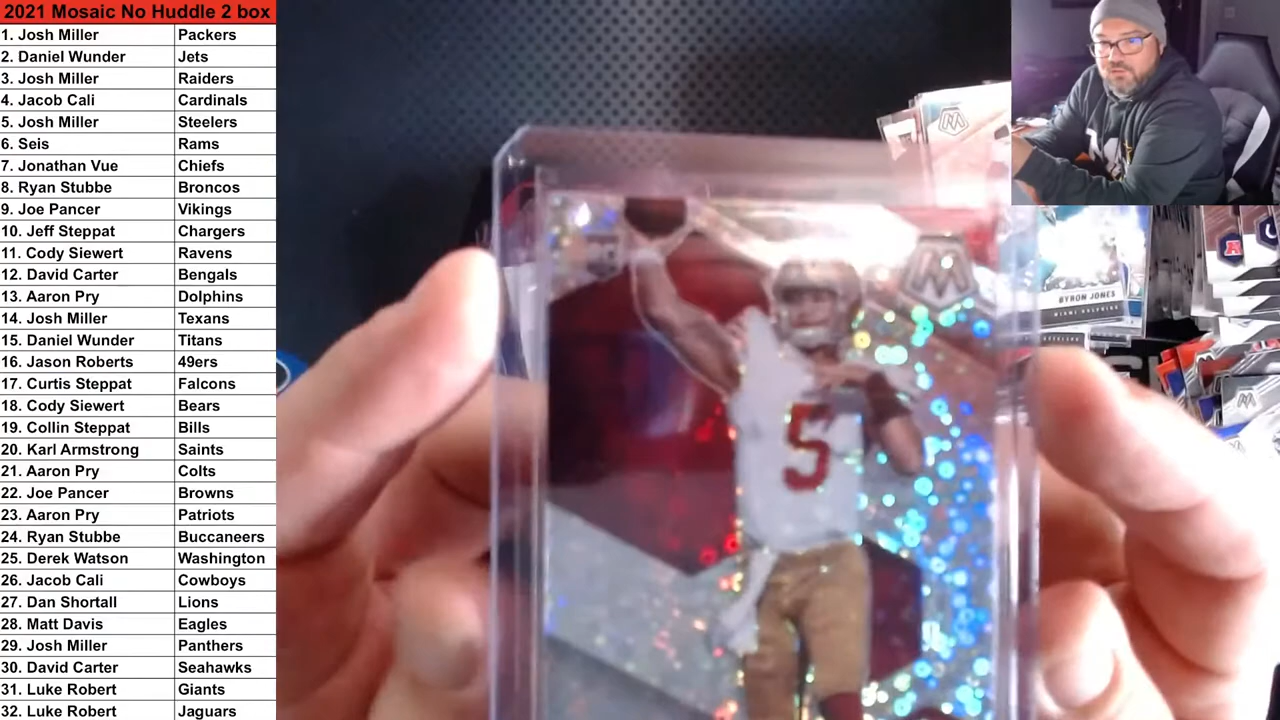 2021 Mosaic No Huddle 2 box
1. Josh Miller Packers
2. Daniel Wunder Jets
3. Josh Miller Raiders
4. Jacob Cali Cardinals
5. Josh Miller Steelers
6. Seis Rams
7. Jonathan Vue Chiefs
8. Ryan Stubbe Broncos
9. Joe Pancer Vikings
10. Jeff Steppat Chargers
11. Cody Siewert Ravens
12. David Carter Bengals
13. Aaron Pry Dolphins
14. Josh Miller Texans
15. Daniel Wunder Titans
16. Jason Roberts 49ers
17. Curtis Steppat Falcons
18. Cody Siewert Bears
19. Collin Steppat Bills
20. Karl Armstrong Saints
21. Aaron Pry Colts
22. Joe Pancer Browns
23. Aaron Pry Patriots
24. Ryan Stubbe Buccaneers
25. Derek Watson Washington
26. Jacob Cali Cowboys
27. Dan Shortall Lions
28. Matt Davis Eagles
29. Josh Miller Panthers
30. David Carter Seahawks
31. Luke Robert Giants
32. Luke Robert Jaguars
5
BYRON JONES
MIAMI DOLPHINS